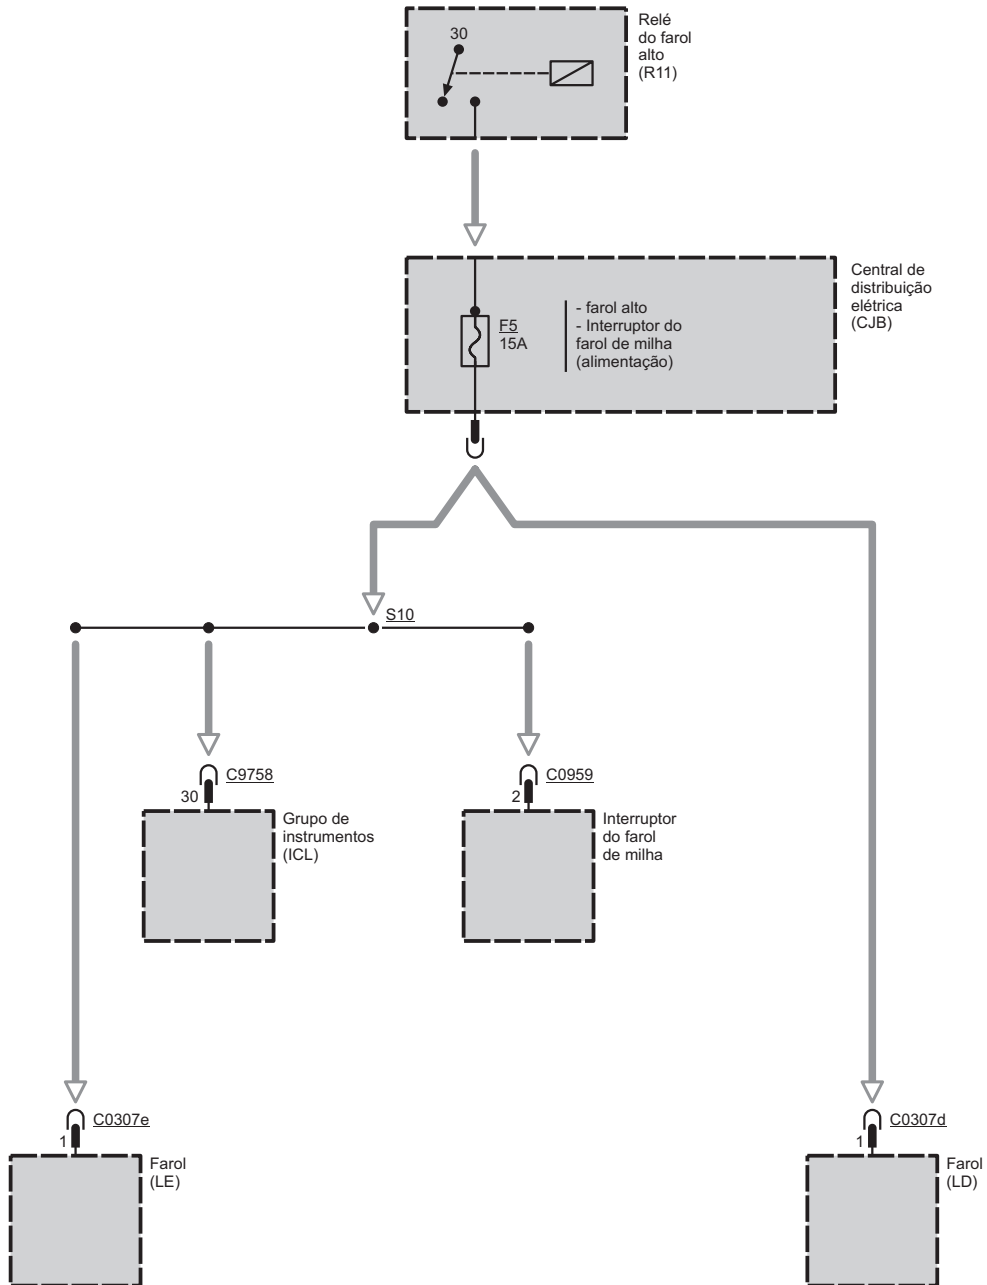 30
Relé
do farol
alto
(R11)
Central de
distribuição
elétrica
(CJB)
F5
15A
- farol alto
- Interruptor do
farol de milha
(alimentação)
S10
C9758
30
Grupo de
instrumentos
(ICL)
C0959
2
Interruptor
do farol
de milha
C0307e
1
Farol
(LE)
C0307d
1
Farol
(LD)